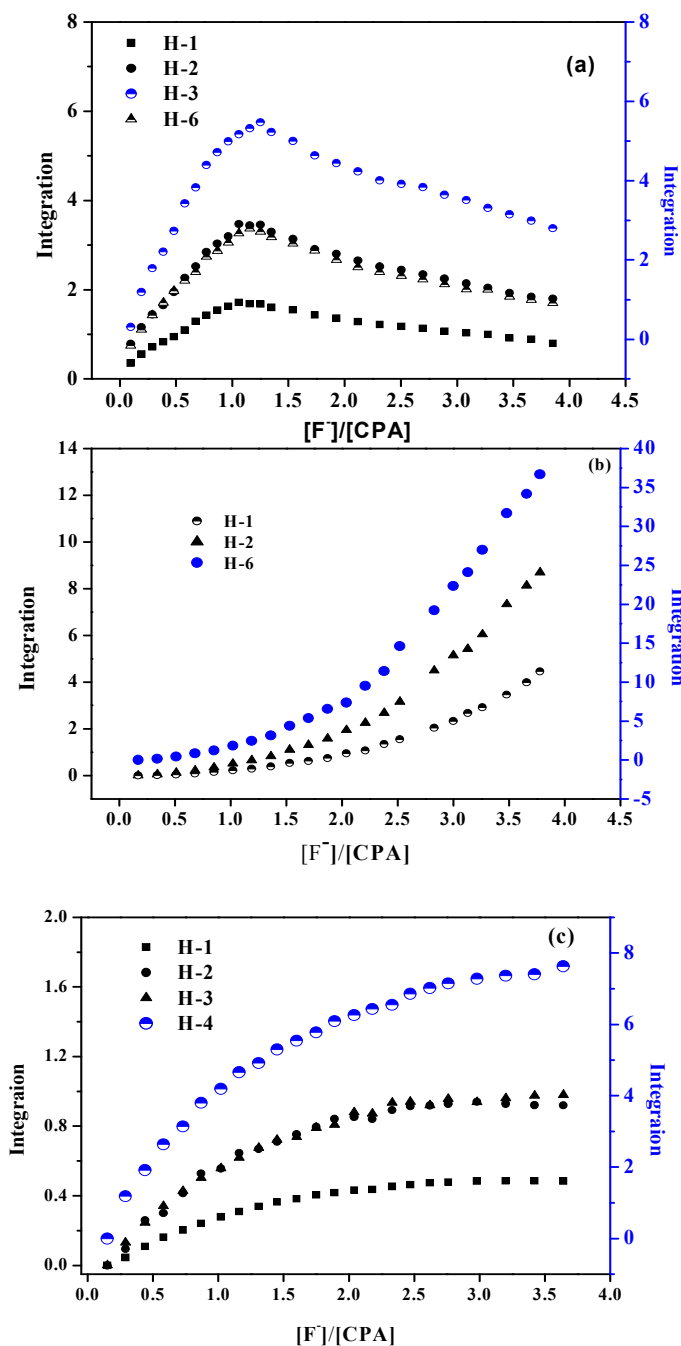 8
6
4
2
0
8
6
4
2
0
H-1
H-2
H-3
H-6
(a)
Integration
Integration
0.0 0.5 1.0 1.5 2.0 2.5 3.0 3.5 4.0 4.5
[F⁻]/[CPA]
14
12
10
8
6
4
2
0
40
35
30
25
20
15
10
5
0
-5
(b)
H-1
H-2
H-6
Integration
Integration
0.0 0.5 1.0 1.5 2.0 2.5 3.0 3.5 4.0 4.5
[F⁻]/[CPA]
2.0
1.6
1.2
0.8
0.4
0.0
8
6
4
2
0
H-1
H-2
H-3
H-4
(c)
Integraion
Integraion
0.0 0.5 1.0 1.5 2.0 2.5 3.0 3.5 4.0
[F⁻]/[CPA]